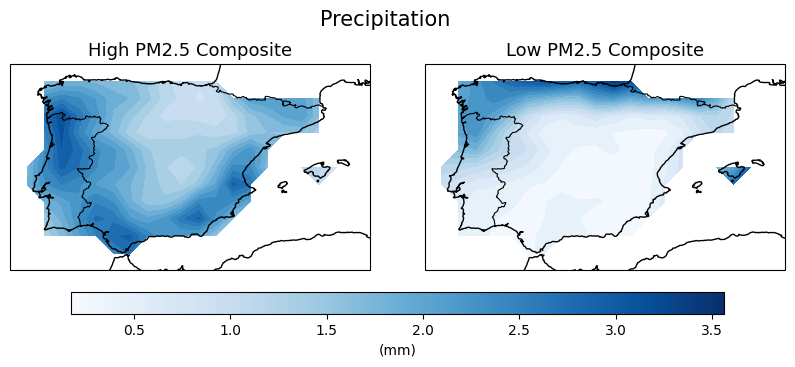 Precipitation
High PM2.5 Composite
Low PM2.5 Composite
0.5 1.0 1.5 2.0 2.5 3.0 3.5
(mm)